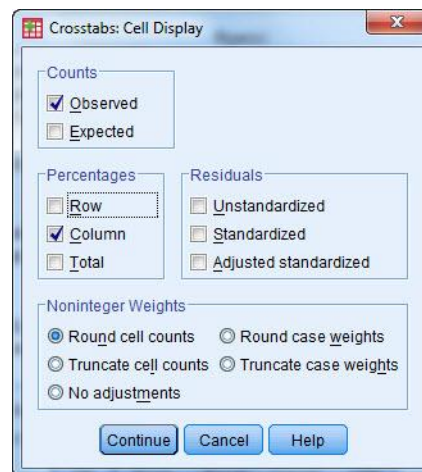 Crosstabs: Cell Display
Counts
Observed
Expected
Percentages
Row
Column
Total
Residuals
Unstandardized
Standardized
Adjusted standardized
Noninteger Weights
Round cell counts
Round case weights
Truncate cell counts
Truncate case weights
No adjustments
Continue
Cancel
Help